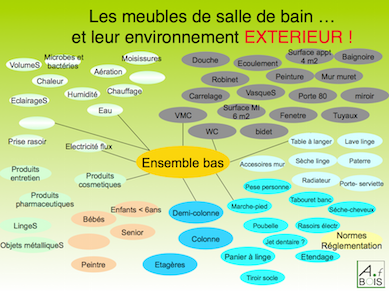 Les meubles de salle de bain …
et leur environnement EXTERIEUR !
Microbes et
bactéries
Moisissures
Douche
Ecoulement
Surface appt
4 m2
Baignoire
VolumeS
Aération
Chaleur
Robinet
Peinture
Mur muret
EclairageS
Humidité
Chauffage
Carrelage
VasqueS
Porte 80
miroir
Eau
Surface MI
6 m2
VMC
Fenetre
Tuyaux
Prise rasoir
Electricité flux
WC
bidet
Table à langer
Lave linge
Ensemble bas
Accesoires mur
Sèche linge
Paterre
Produits
entretien
Produits
cosmetiques
Radiateur
Porte- serviette
Pese personne
Produits
pharmaceutiques
Tabouret banc
Enfants < 6ans
Demi-colonne
Marche-pied
Sèche-cheveux
LingeS
Bébés
Poubelle
Rasoirs électr
Senior
Colonne
Jet dentaire ?
Normes
Réglementation
Objets métalliqueS
Panier à linge
Etendage
Peintre
Etagères
Tiroir socle
A.f
BOIS